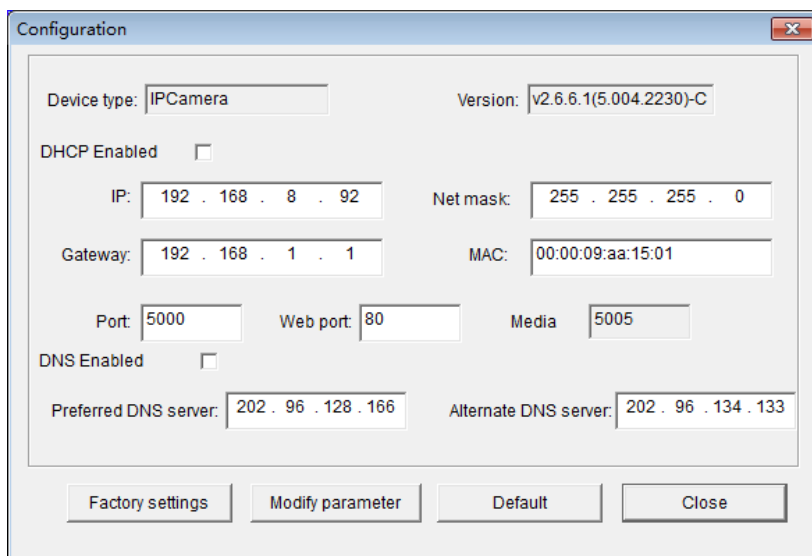 Configuration
Device type: IPCamera Version: v2.6.6.1(5.004.2230)-C
DHCP Enabled
IP: 192 . 168 . 8 . 92 Net mask: 255 . 255 . 255 . 0
Gateway: 192 . 168 . 1 . 1 MAC: 00:00:09:aa:15:01
Port: 5000 Web port: 80 Media 5005
DNS Enabled
Preferred DNS server: 202 . 96 . 128 . 166 Alternate DNS server: 202 . 96 . 134 . 133
Factory settings Modify parameter Default Close